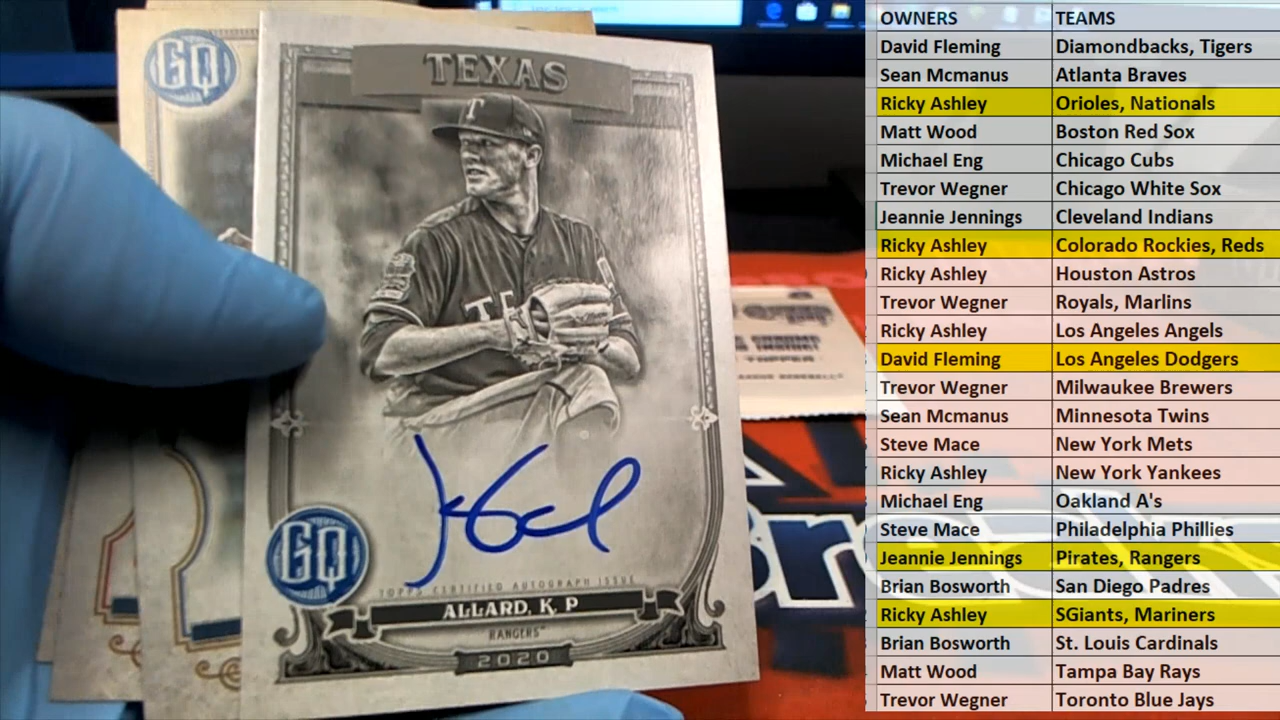 GQ
TEXAS
T
TE
GQ
TOPPS CERTIFIED AUTOGRAPH ISSUE
ALLARD, K, P
RANGERS
2020
OWNERS TEAMS
David Fleming Diamondbacks, Tigers
Sean Mcmanus Atlanta Braves
Ricky Ashley Orioles, Nationals
Matt Wood Boston Red Sox
Michael Eng Chicago Cubs
Trevor Wegner Chicago White Sox
Jeannie Jennings Cleveland Indians
Ricky Ashley Colorado Rockies, Reds
Ricky Ashley Houston Astros
Trevor Wegner Royals, Marlins
Ricky Ashley Los Angeles Angels
David Fleming Los Angeles Dodgers
Trevor Wegner Milwaukee Brewers
Sean Mcmanus Minnesota Twins
Steve Mace New York Mets
Ricky Ashley New York Yankees
Michael Eng Oakland A's
Steve Mace Philadelphia Phillies
Jeannie Jennings Pirates, Rangers
Brian Bosworth San Diego Padres
Ricky Ashley SGiants, Mariners
Brian Bosworth St. Louis Cardinals
Matt Wood Tampa Bay Rays
Trevor Wegner Toronto Blue Jays